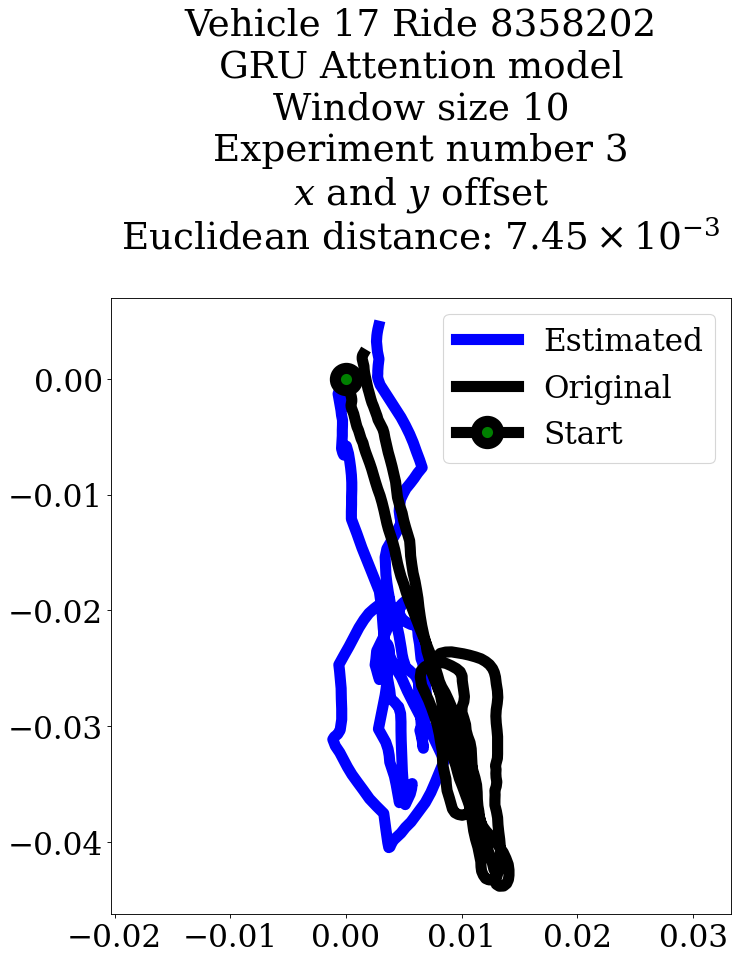 Vehicle 17 Ride 8358202
GRU Attention model
Window size 10
Experiment number 3
x and y offset
Euclidean distance: 7.45 × 10⁻³
Estimated
Original
Start
0.00
−0.01
−0.02
−0.03
−0.04
−0.02 −0.01 0.00 0.01 0.02 0.03